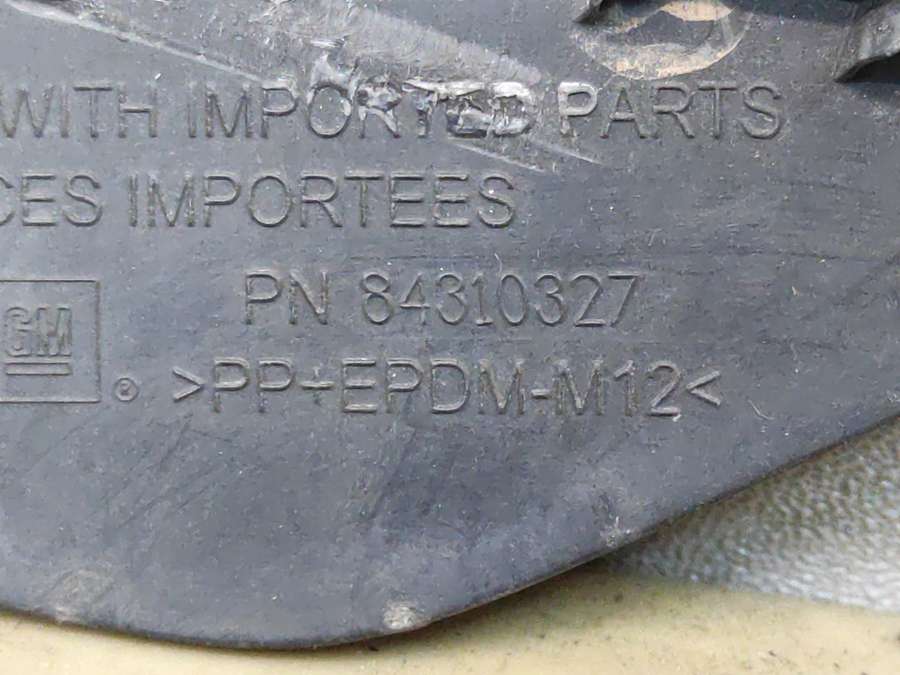 WITH IMPORTED PARTS
CES IMPORTEES
PN 84310327
GM
® >PP+EPDM-M12<